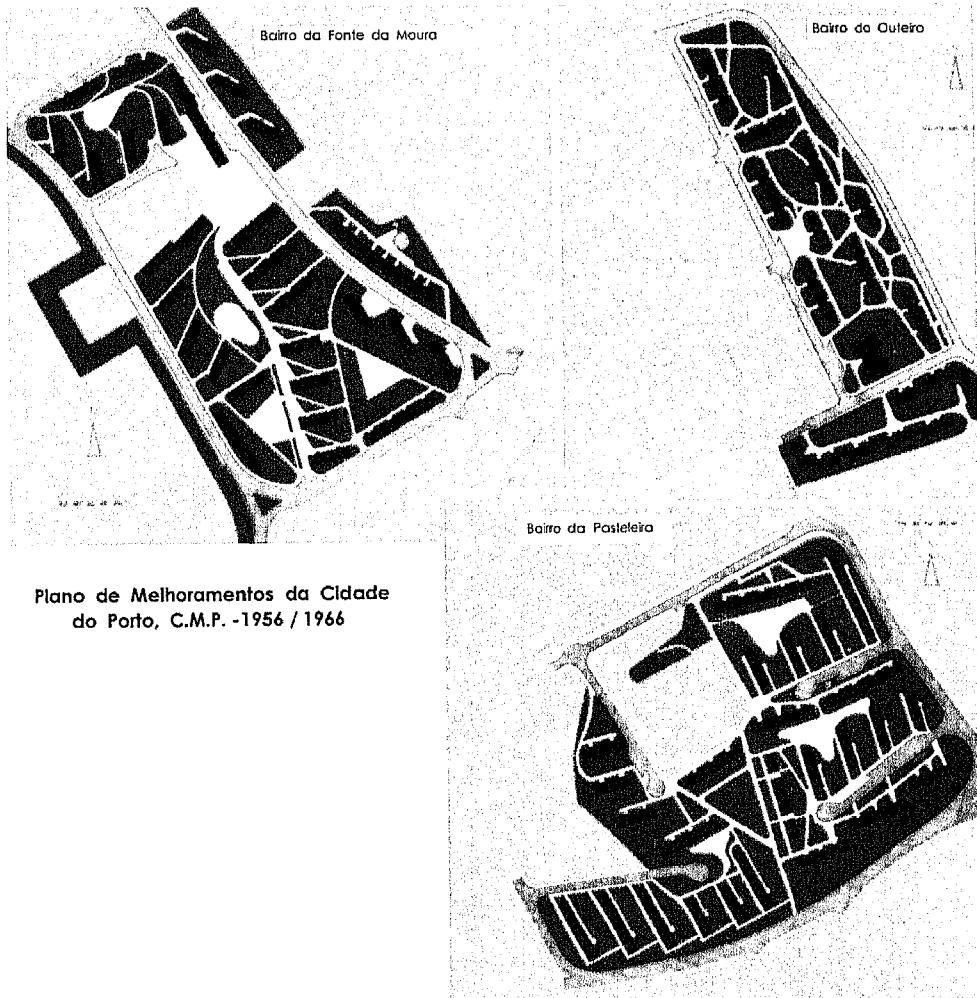 Bairro da Fonte da Moura
Bairro do Outeiro
Bairro da Pasteleira
Plano de Melhoramentos da Cidade
do Porto, C.M.P. -1956 / 1966